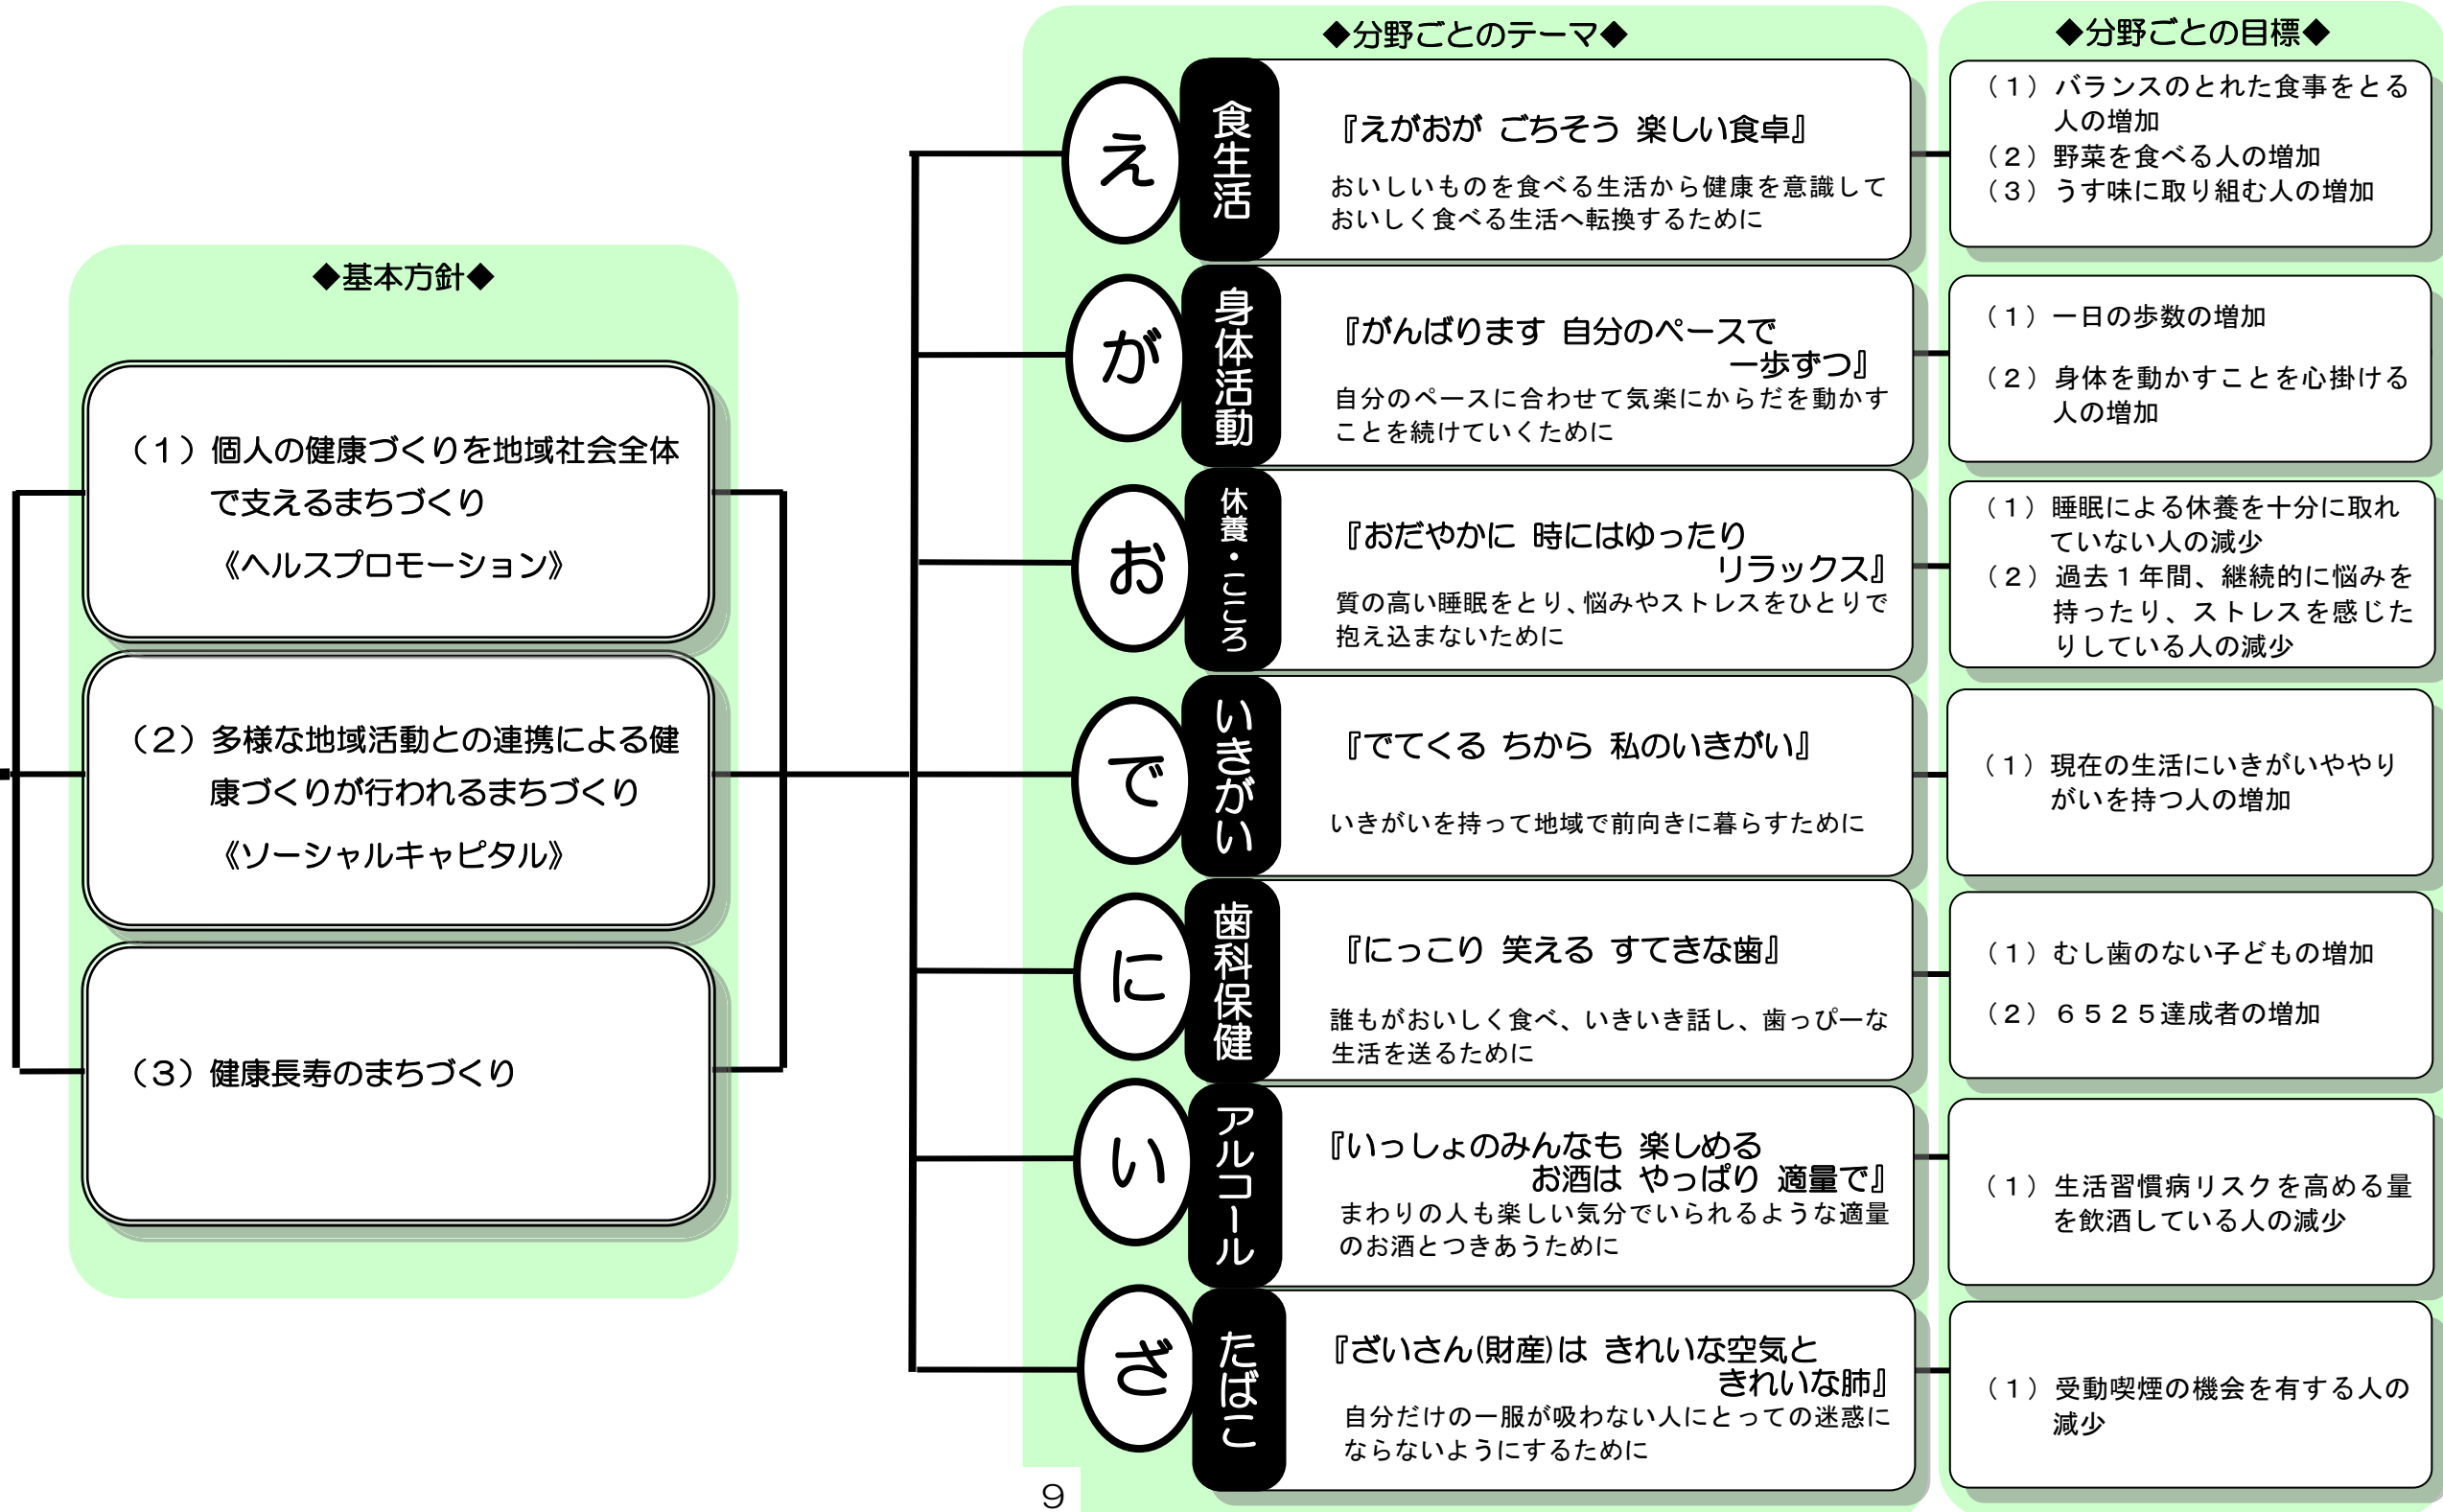 ◆基本方針◆
（1）個人の健康づくりを地域社会全体
で支えるまちづくり
《ヘルスプロモーション》
（2）多様な地域活動との連携による健
康づくりが行われるまちづくり
《ソーシャルキャピタル》
（3）健康長寿のまちづくり
◆分野ごとのテーマ◆
え
食生活
『えがおが ごちそう 楽しい食卓』
おいしいものを食べる生活から健康を意識して
おいしく食べる生活へ転換するために
が
身体活動
『がんばります 自分のペースで
一歩ずつ』
自分のペースに合わせて気楽にからだを動かす
ことを続けていくために
お
休養・こころ
『おだやかに 時にはゆったり
リラックス』
質の高い睡眠をとり、悩みやストレスをひとりで
抱え込まないために
で
いきがい
『でてくる ちから 私のいきがい』
いきがいを持って地域で前向きに暮らすために
に
歯科保健
『にっこり 笑える すてきな歯』
誰もがおいしく食べ、いきいき話し、歯っぴーな
生活を送るために
い
アルコール
『いっしょのみんなも 楽しめる
お酒は やっぱり 適量で』
まわりの人も楽しい気分でいられるような適量
のお酒とつきあうために
ざ
たばこ
『ざいさん(財産)は きれいな空気と
きれいな肺』
自分だけの一服が吸わない人にとっての迷惑に
ならないようにするために
◆分野ごとの目標◆
（1）バランスのとれた食事をとる
人の増加
（2）野菜を食べる人の増加
（3）うす味に取り組む人の増加
（1）一日の歩数の増加
（2）身体を動かすことを心掛ける
人の増加
（1）睡眠による休養を十分に取れ
ていない人の減少
（2）過去１年間、継続的に悩みを
持ったり、ストレスを感じた
りしている人の減少
（1）現在の生活にいきがいややり
がいを持つ人の増加
（1）むし歯のない子どもの増加
（2）６５２５達成者の増加
（1）生活習慣病リスクを高める量
を飲酒している人の減少
（1）受動喫煙の機会を有する人の
減少
9